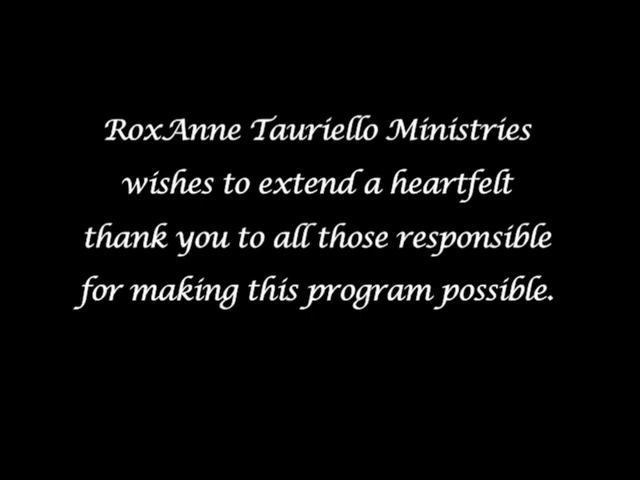 RoxAnne Tauriello Ministries
wishes to extend a heartfelt
thank you to all those responsible
for making this program possible.